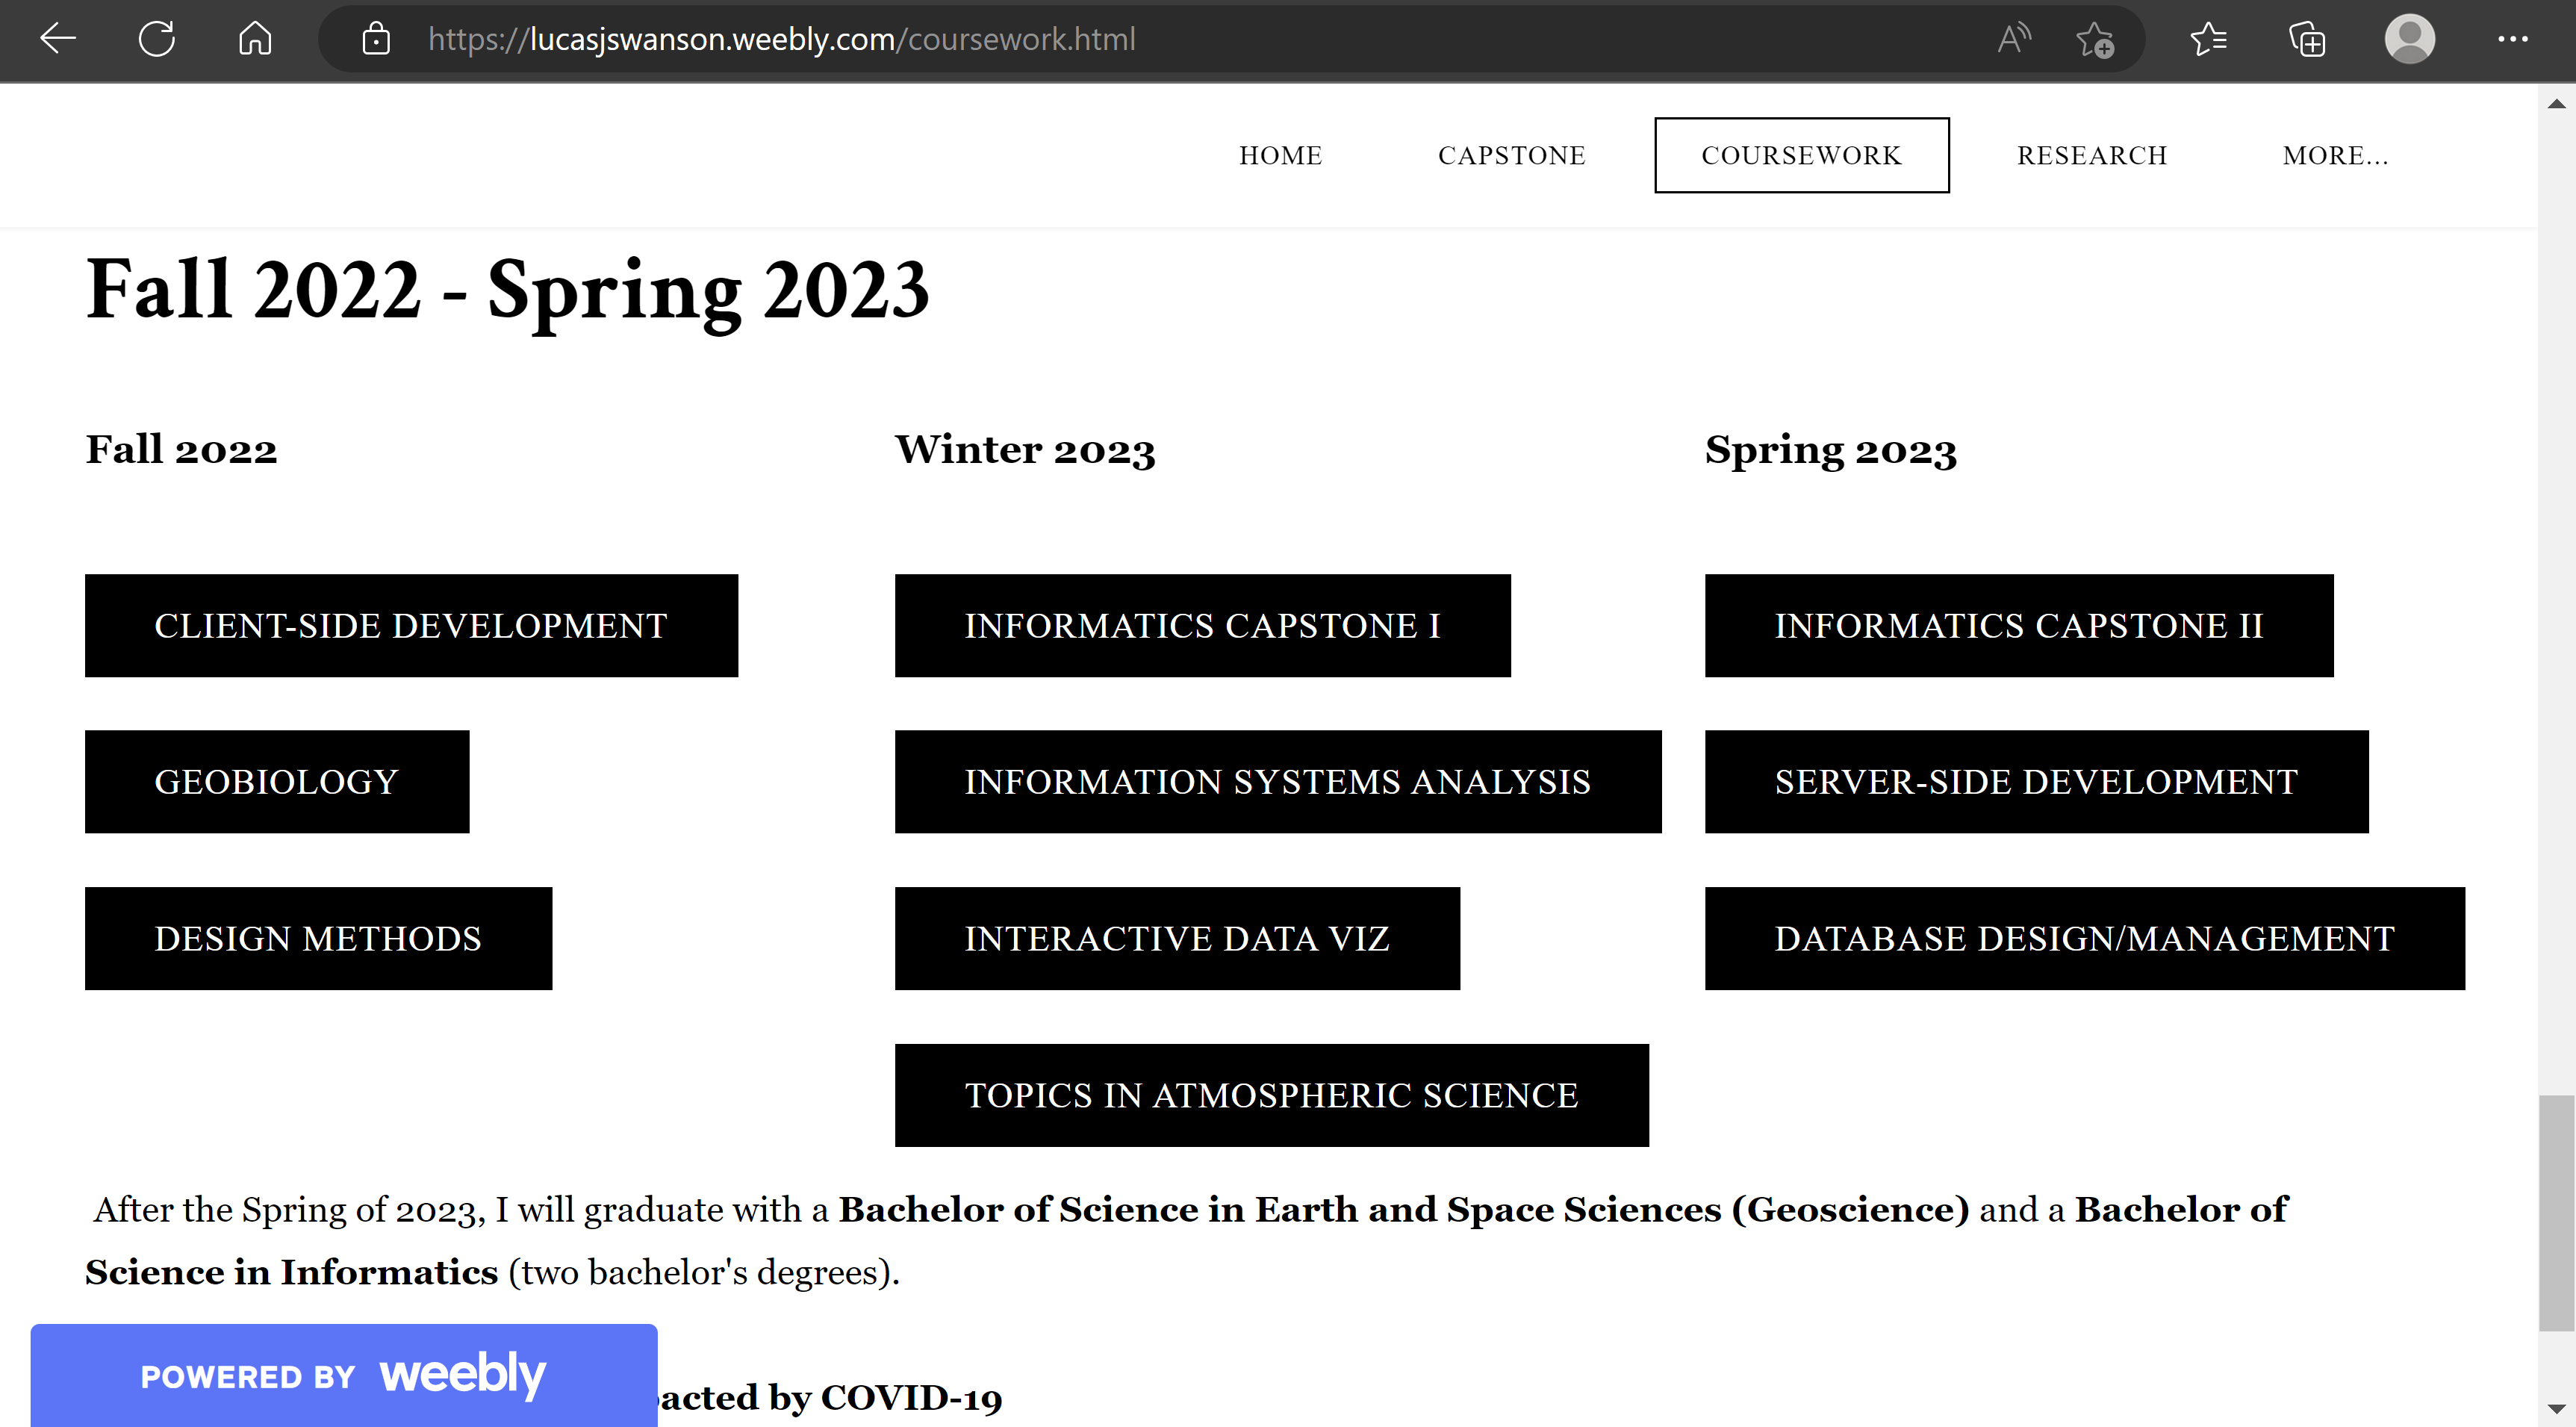 https://lucasjswanson.weebly.com/coursework.html
HOME CAPSTONE COURSEWORK RESEARCH MORE...
Fall 2022 - Spring 2023
Fall 2022
CLIENT-SIDE DEVELOPMENT
GEOBIOLOGY
DESIGN METHODS
Winter 2023
INFORMATICS CAPSTONE I
INFORMATION SYSTEMS ANALYSIS
INTERACTIVE DATA VIZ
TOPICS IN ATMOSPHERIC SCIENCE
Spring 2023
INFORMATICS CAPSTONE II
SERVER-SIDE DEVELOPMENT
DATABASE DESIGN/MANAGEMENT
After the Spring of 2023, I will graduate with a Bachelor of Science in Earth and Space Sciences (Geoscience) and a Bachelor of
Science in Informatics (two bachelor's degrees).
by COVID-19
POWERED BY weebly